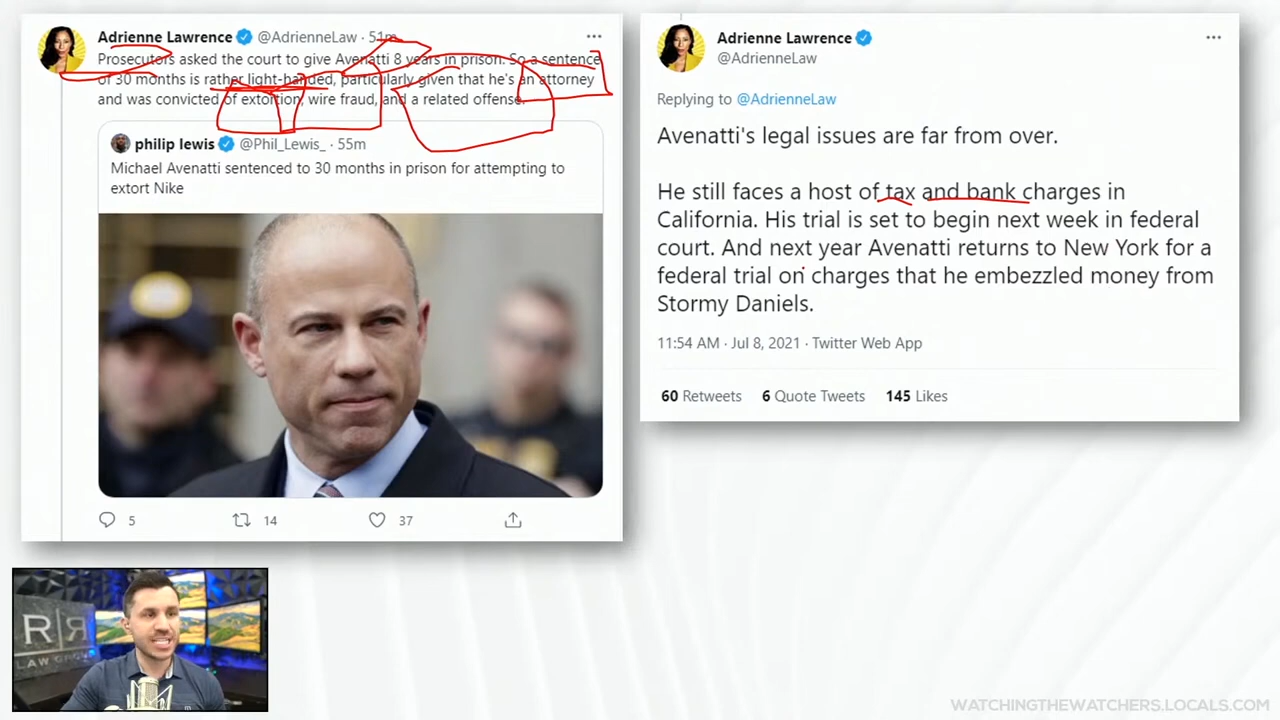 Adrienne Lawrence @AdrienneLaw · 51m
Prosecutors asked the court to give Avenatti 8 years in prison. So a sentence
of 30 months is rather light-handed, particularly given that he's an attorney
and was convicted of extortion, wire fraud, and a related offense.
philip lewis @Phil_Lewis_ · 55m
Michael Avenatti sentenced to 30 months in prison for attempting to
extort Nike
5 14 37
Adrienne Lawrence
@AdrienneLaw
Replying to @AdrienneLaw
Avenatti's legal issues are far from over.
He still faces a host of tax and bank charges in
California. His trial is set to begin next week in federal
court. And next year Avenatti returns to New York for a
federal trial on charges that he embezzled money from
Stormy Daniels.
11:54 AM · Jul 8, 2021 · Twitter Web App
60 Retweets 6 Quote Tweets 145 Likes
R|R
LAW GROUP
WATCHINGTHEWATCHERS.LOCALS.COM